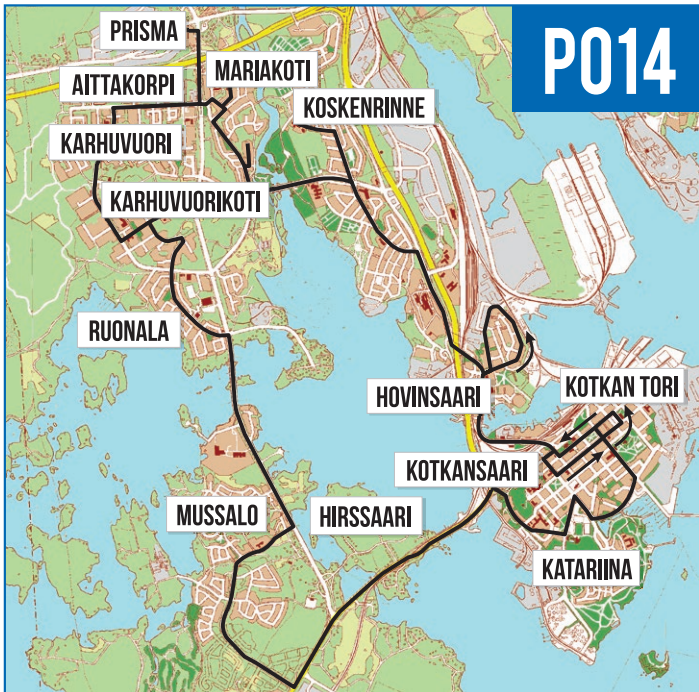 P014
PRISMA
MARIAKOTI
AITTAKORPI
KOSKENRINNE
KARHUVUORI
KARHUVUORIKOTI
RUONALA
HOVINSAARI
KOTKAN TORI
KOTKANSAARI
MUSSALO
HIRSSAARI
KATARIINA